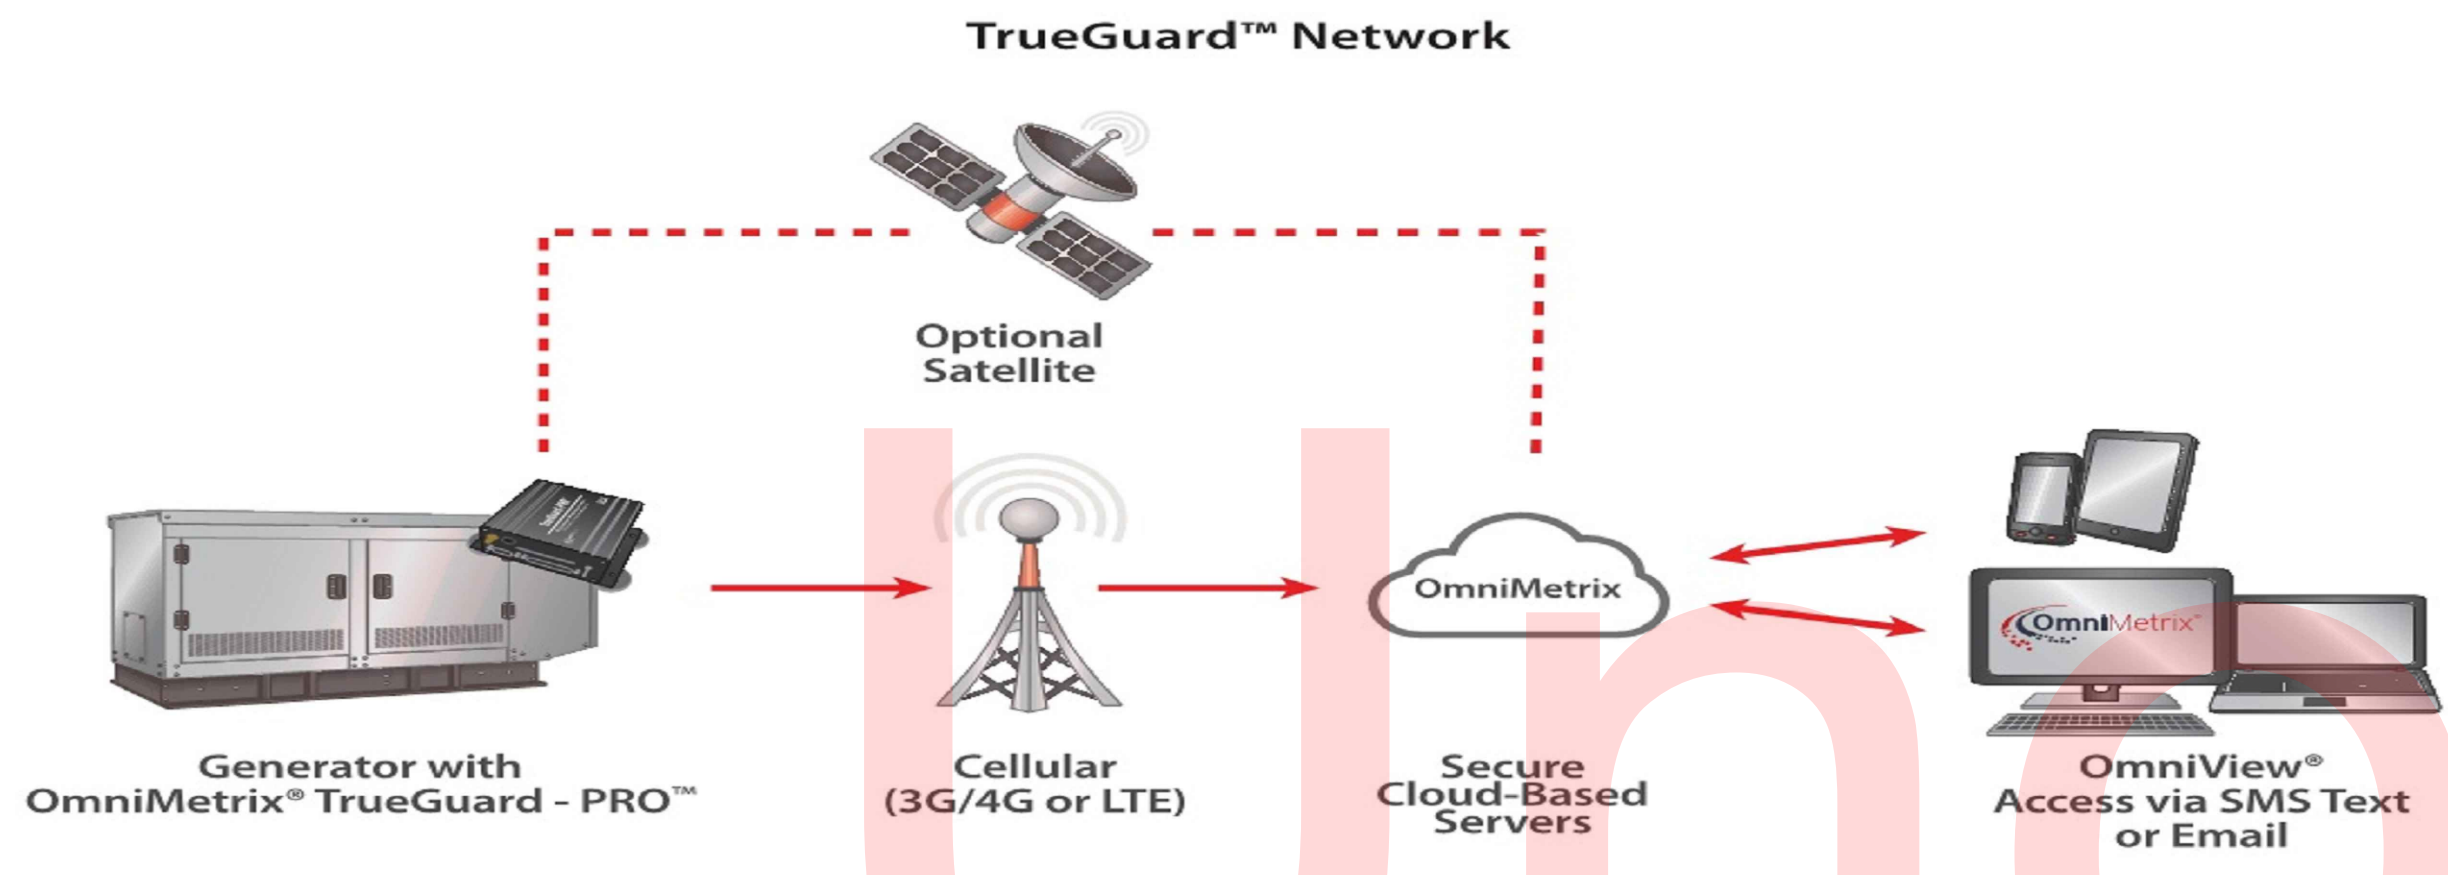 TrueGuard™ Network
Optional
Satellite
OmniMetrix
OmniMetrix™
Generator with
OmniMetrix® TrueGuard - PRO™
Cellular
(3G/4G or LTE)
Secure
Cloud-Based
Servers
OmniView®
Access via SMS Text
or Email